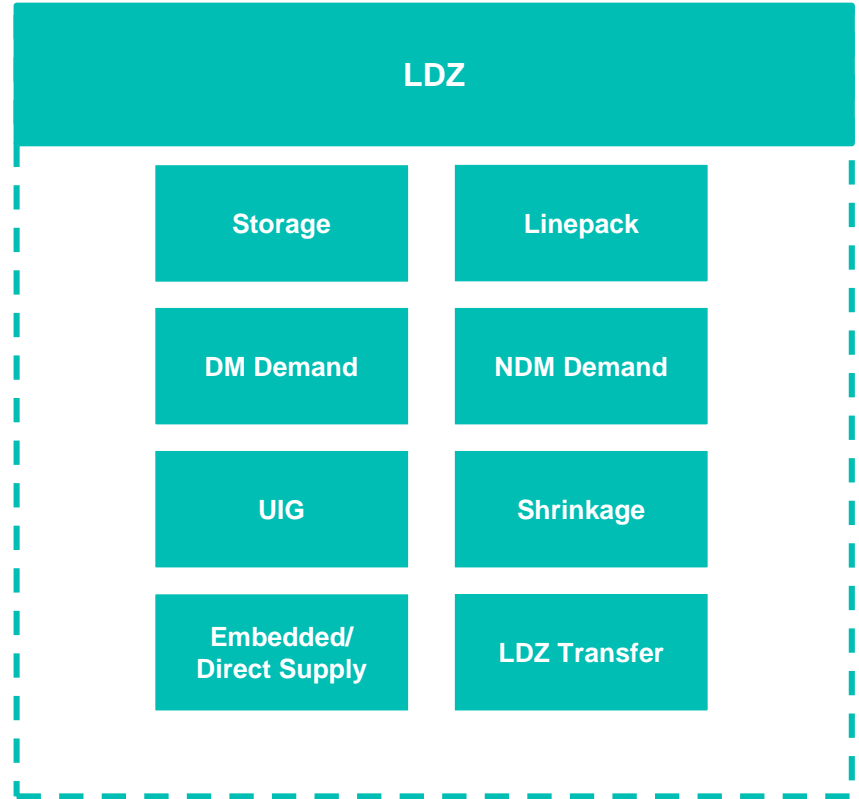 LDZ
Storage
Linepack
DM Demand
NDM Demand
UIG
Shrinkage
Embedded/
Direct Supply
LDZ Transfer